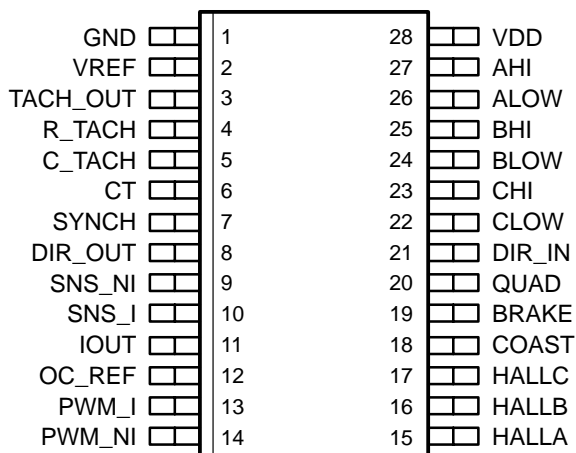 GND 1 28 VDD
VREF 2 27 AHI
TACH_OUT 3 26 ALOW
R_TACH 4 25 BHI
C_TACH 5 24 BLOW
CT 6 23 CHI
SYNCH 7 22 CLOW
DIR_OUT 8 21 DIR_IN
SNS_NI 9 20 QUAD
SNS_I 10 19 BRAKE
IOUT 11 18 COAST
OC_REF 12 17 HALLC
PWM_I 13 16 HALLB
PWM_NI 14 15 HALLA